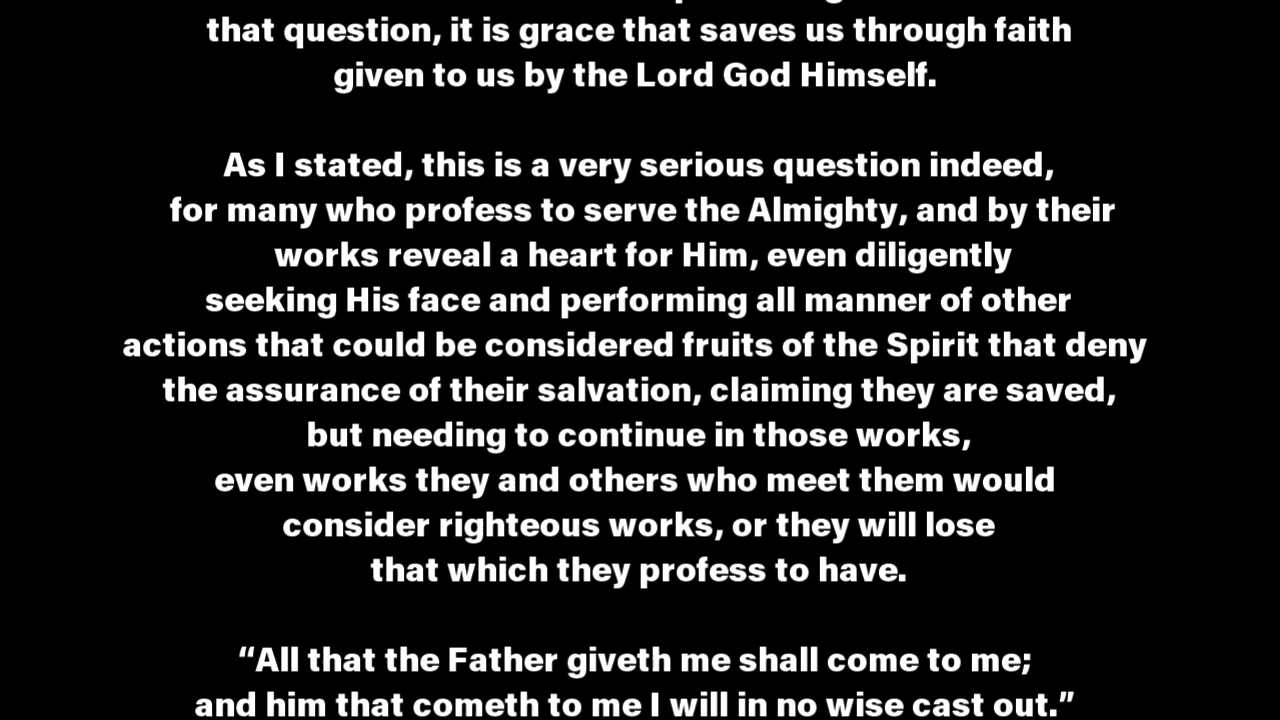 that question, it is grace that saves us through faith
given to us by the Lord God Himself.
As I stated, this is a very serious question indeed,
for many who profess to serve the Almighty, and by their
works reveal a heart for Him, even diligently
seeking His face and performing all manner of other
actions that could be considered fruits of the Spirit that deny
the assurance of their salvation, claiming they are saved,
but needing to continue in those works,
even works they and others who meet them would
consider righteous works, or they will lose
that which they profess to have.
“All that the Father giveth me shall come to me;
and him that cometh to me I will in no wise cast out.”